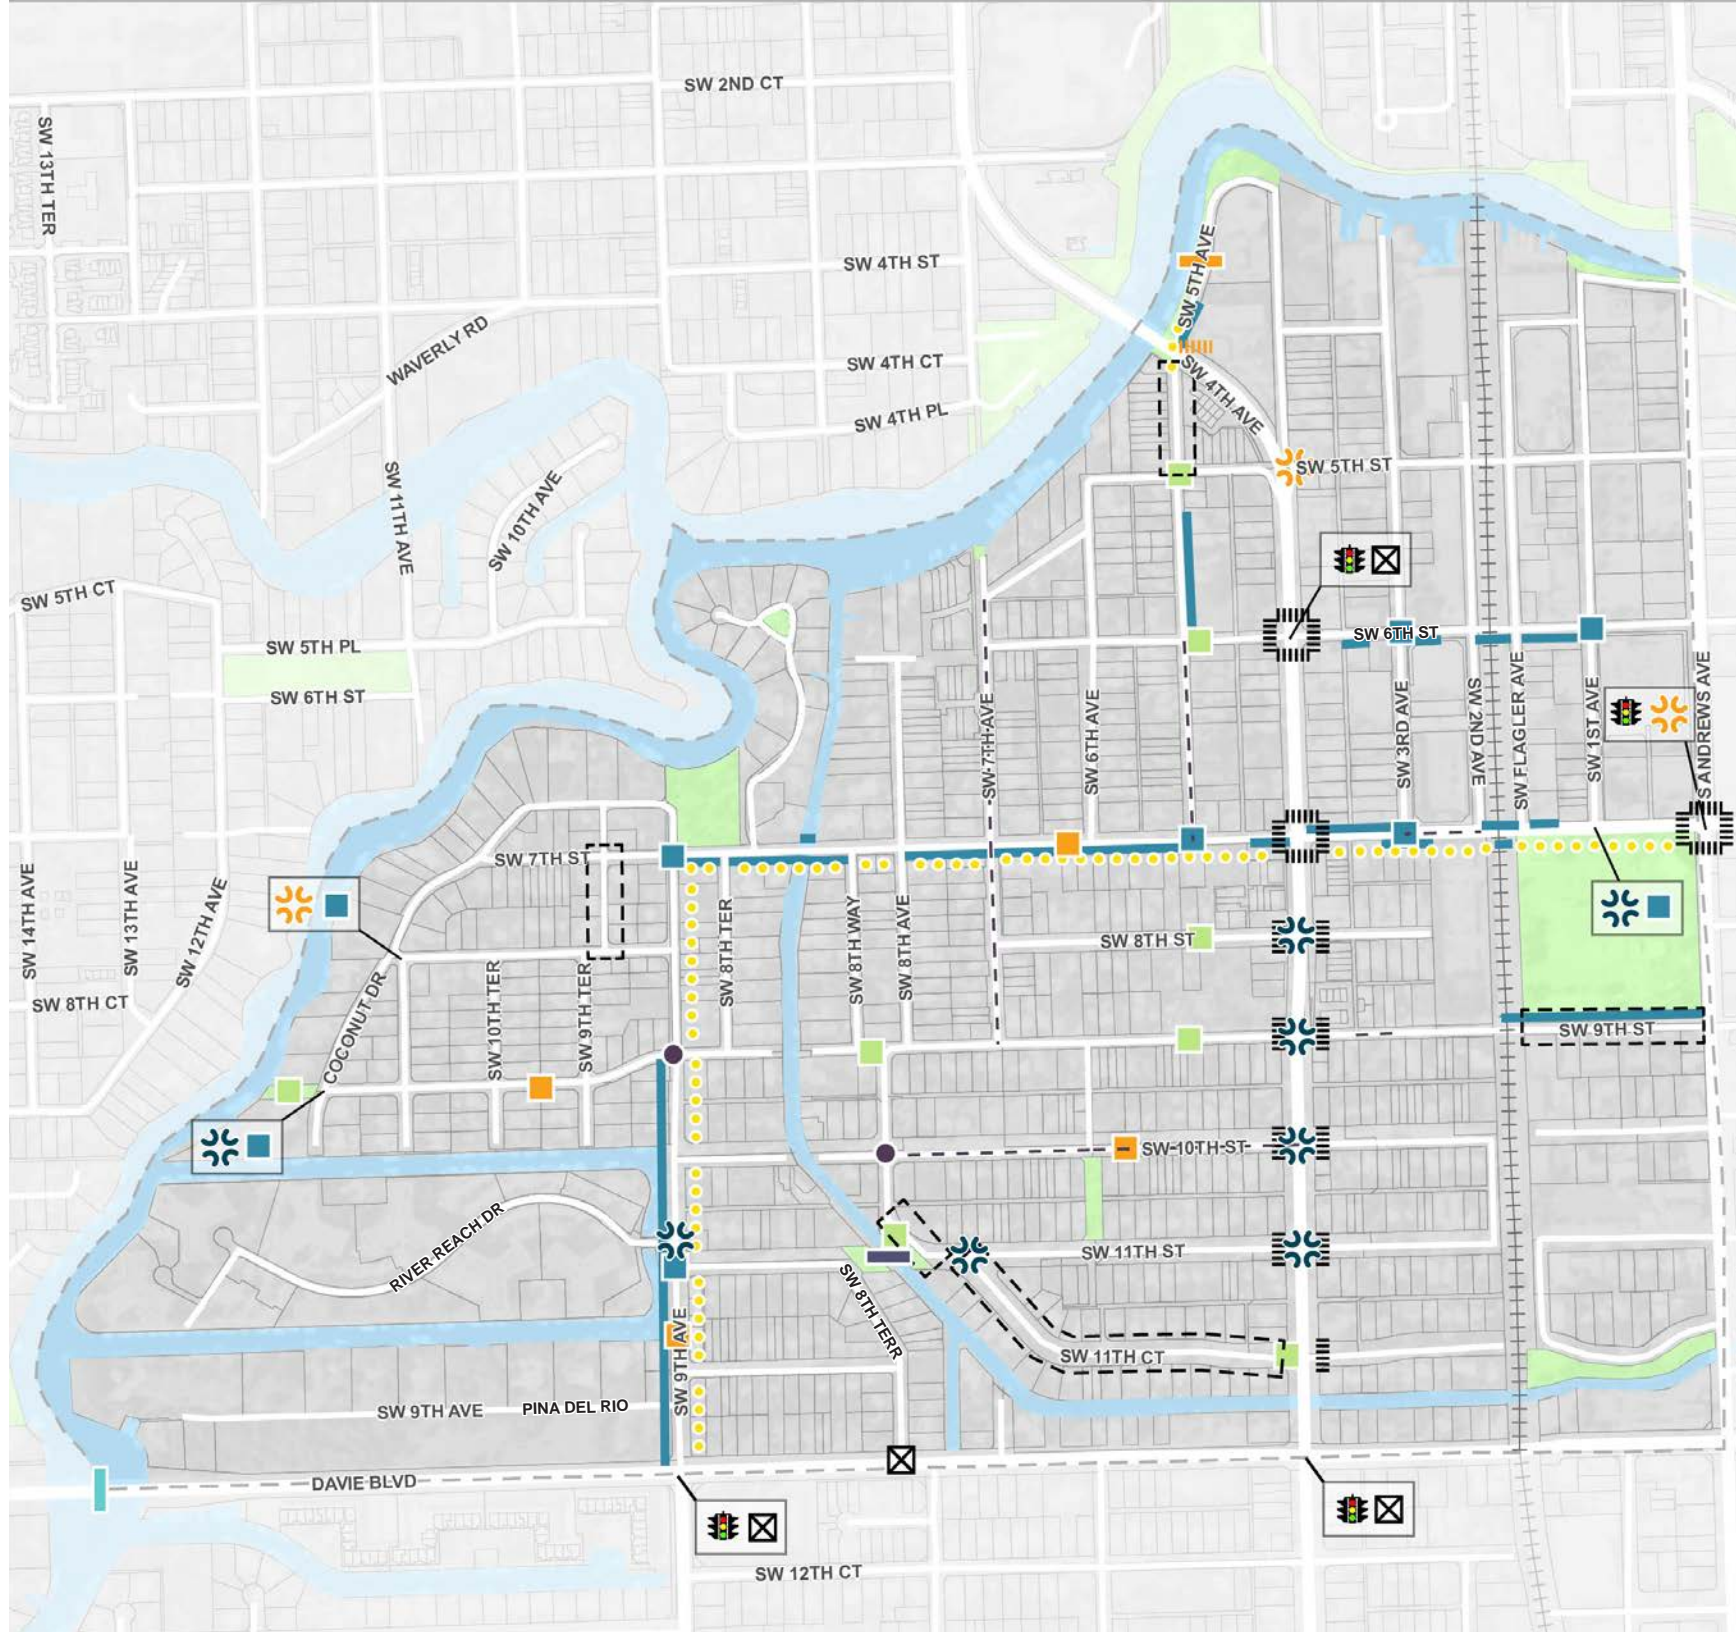 SW 2ND CT
SW 13TH TER
SW 4TH ST
SW 5TH AVE
WAVERLY RD
SW 4TH CT
SW 4TH AVE
SW 4TH PL
SW 5TH ST
SW 11TH AVE
SW 10TH AVE
SW 5TH CT
SW 6TH ST
SW 5TH PL
SW 6TH ST
SW 7TH AVE
SW 6TH AVE
SW 3RD AVE
SW 2ND AVE
SW FLAGLER AVE
SW 1ST AVE
S ANDREWS AVE
SW 7TH ST
SW 14TH AVE
SW 13TH AVE
SW 12TH AVE
SW 8TH TER
SW 8TH WAY
SW 8TH AVE
SW 8TH ST
SW 8TH CT
COCONUT DR
SW 10TH TER
SW 9TH TER
SW 9TH ST
SW 10TH ST
RIVER REACH DR
SW 11TH ST
SW 8TH TERR
SW 9TH AVE
SW 11TH CT
SW 9TH AVE
PINA DEL RIO
DAVIE BLVD
SW 12TH CT